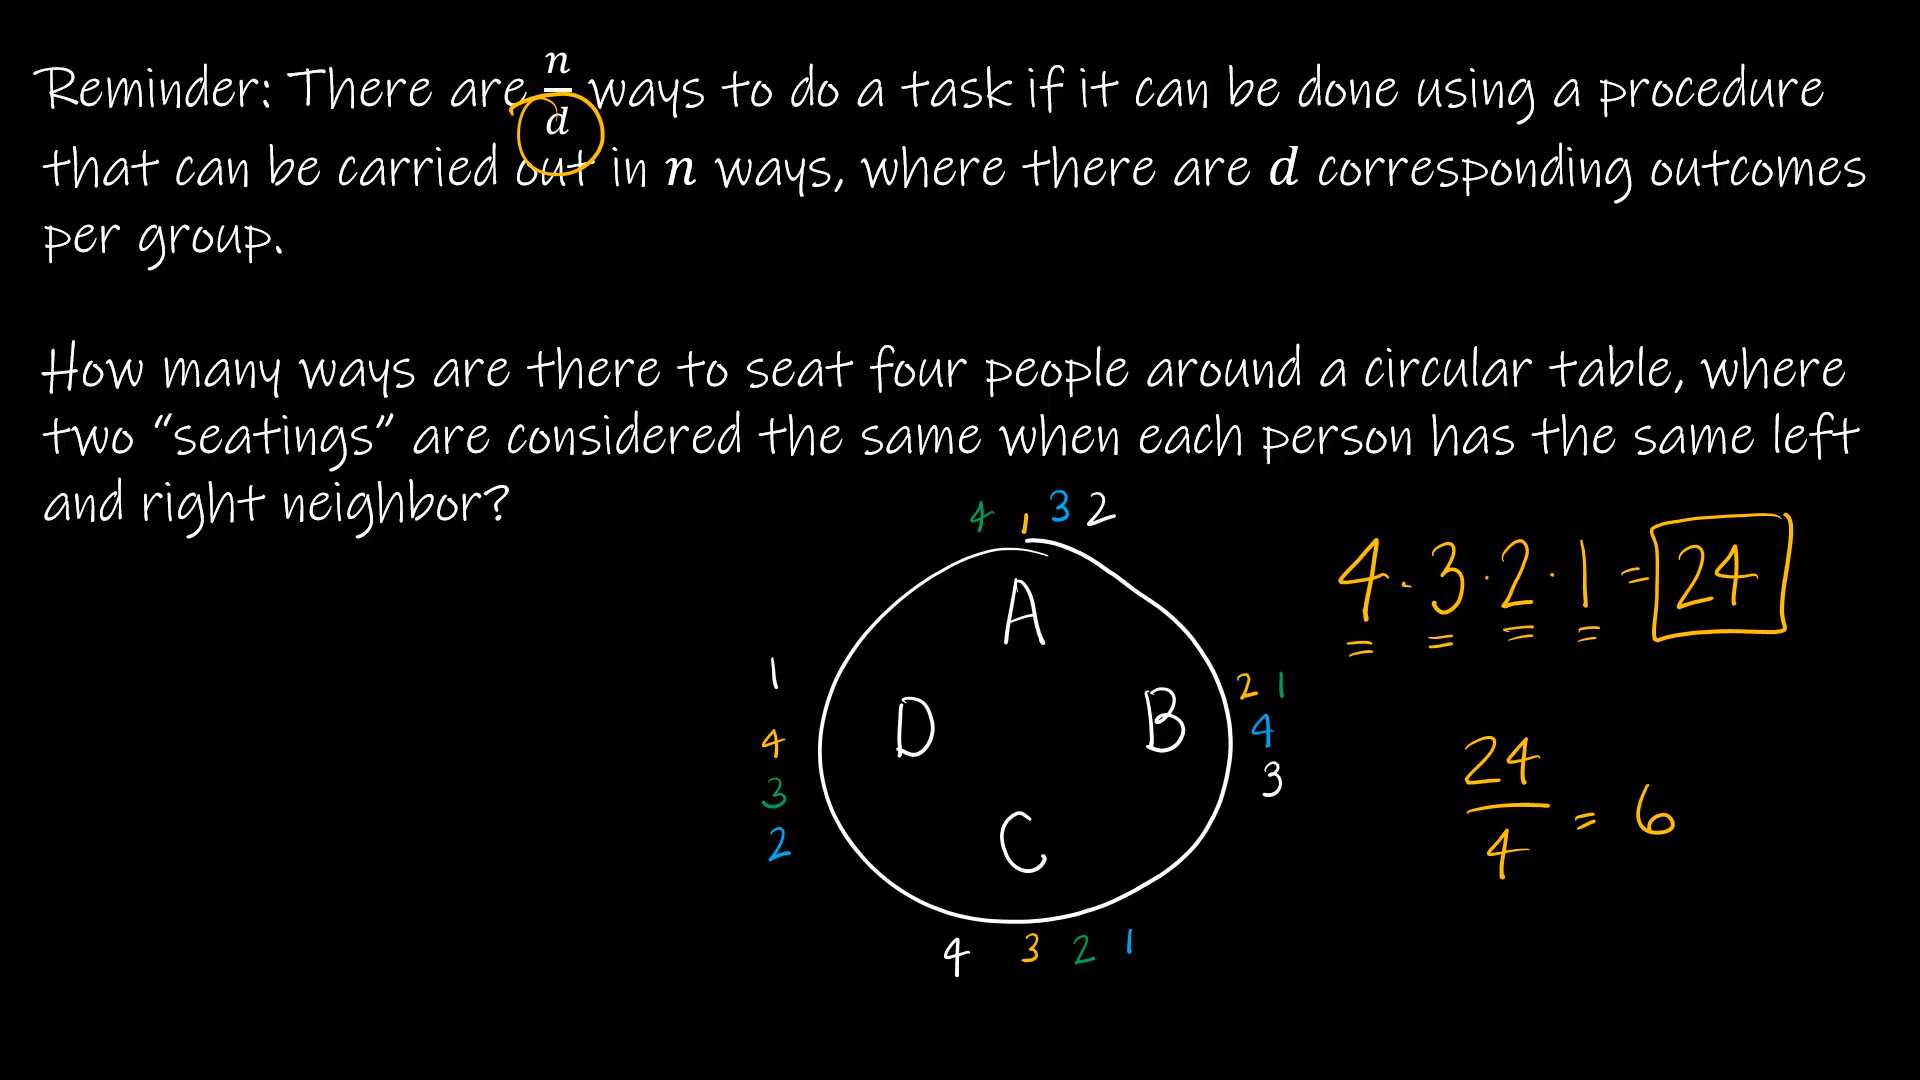 Reminder: There are n/d ways to do a task if it can be done using a procedure
that can be carried out in n ways, where there are d corresponding outcomes
per group.
How many ways are there to seat four people around a circular table, where
two “seatings” are considered the same when each person has the same left
and right neighbor?
4 1 3 2
4 · 3 · 2 · 1 = 24
A
1
2 1
D
B
4
4
3
3
2
24/4 = 6
C
4 3 2 1